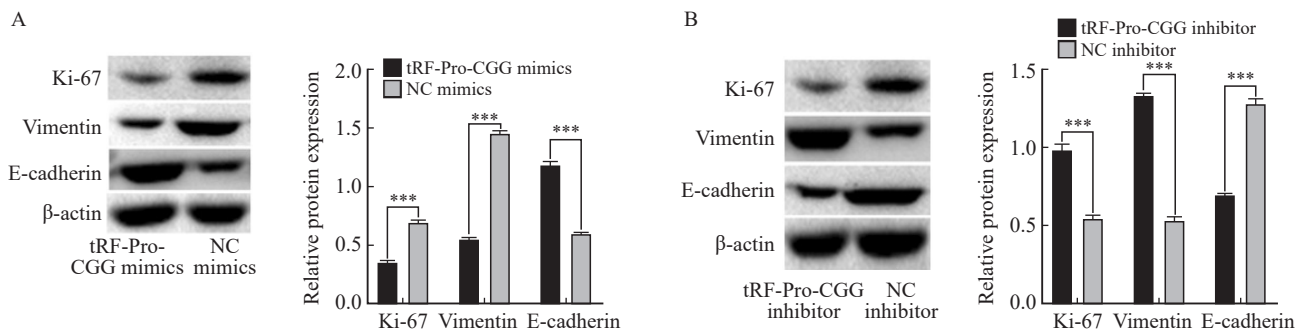 A
Ki-67
Vimentin
E-cadherin
β-actin
tRF-Pro-
CGG mimics
NC
mimics
tRF-Pro-CGG mimics
NC mimics
Relative protein expression
2.0
1.5
1.0
0.5
0.0
***
***
***
Ki-67 Vimentin E-cadherin
B
Ki-67
Vimentin
E-cadherin
β-actin
tRF-Pro-CGG
inhibitor
NC
inhibitor
tRF-Pro-CGG inhibitor
NC inhibitor
Relative protein expression
1.5
1.0
0.5
0.0
***
***
***
Ki-67 Vimentin E-cadherin